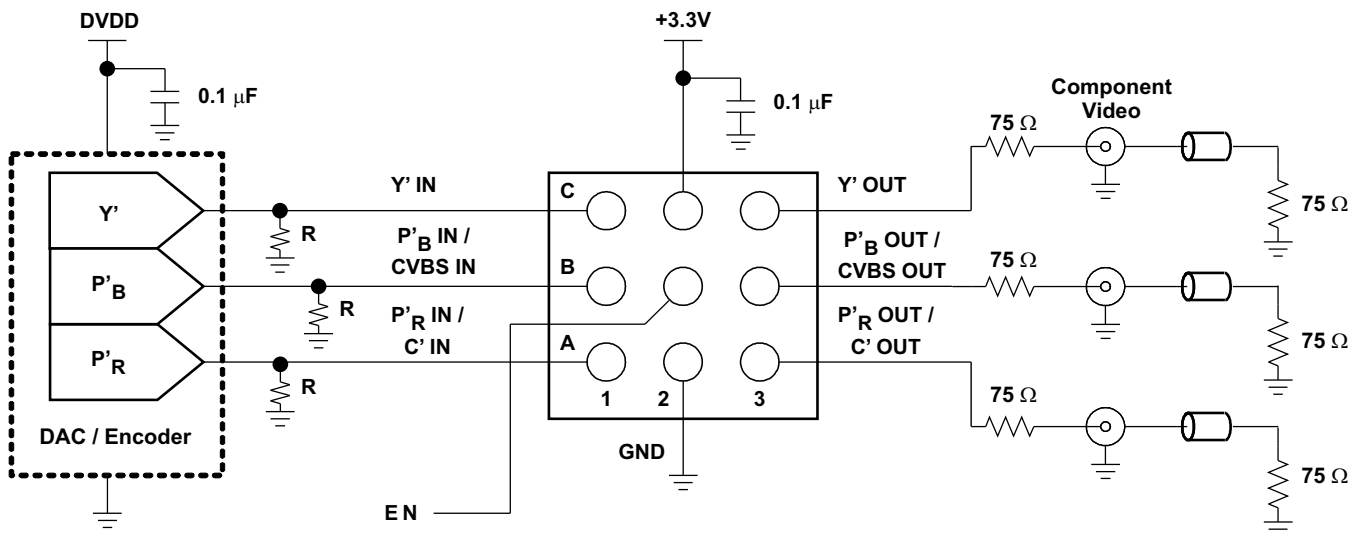 DVDD
+3.3V
0.1 μF
0.1 μF
Component
Video
75 Ω
Y'
Y' IN
C
Y' OUT
75 Ω
R
P'B IN /
CVBS IN
P'B OUT /
CVBS OUT
75 Ω
P'B
B
R
75 Ω
P'R IN /
C' IN
P'R OUT /
C' OUT
P'R
A
R
1
2
3
75 Ω
DAC / Encoder
GND
75 Ω
EN